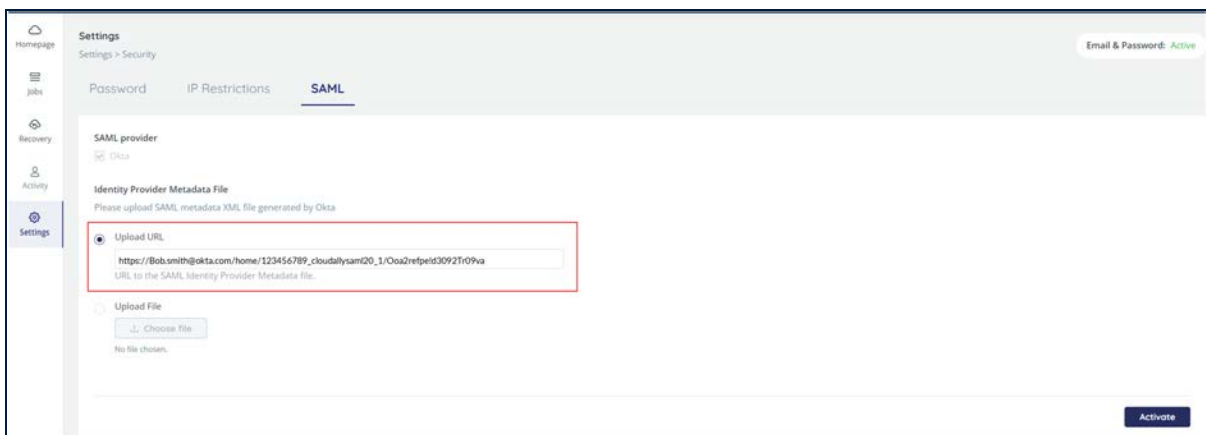 Homepage
Jobs
Recovery
Activity
Settings
Settings
Settings > Security
Email & Password: Active
Password IP Restrictions SAML
SAML provider
Okta
Identity Provider Metadata File
Please upload SAML metadata XML file generated by Okta
Upload URL
https://Bob.smith@okta.com/home/123456789_cloudallysaml20_1/Ooa2refpeld3092Tr09va
URL to the SAML Identity Provider Metadata file.
Upload File
Choose file
No file chosen.
Activate